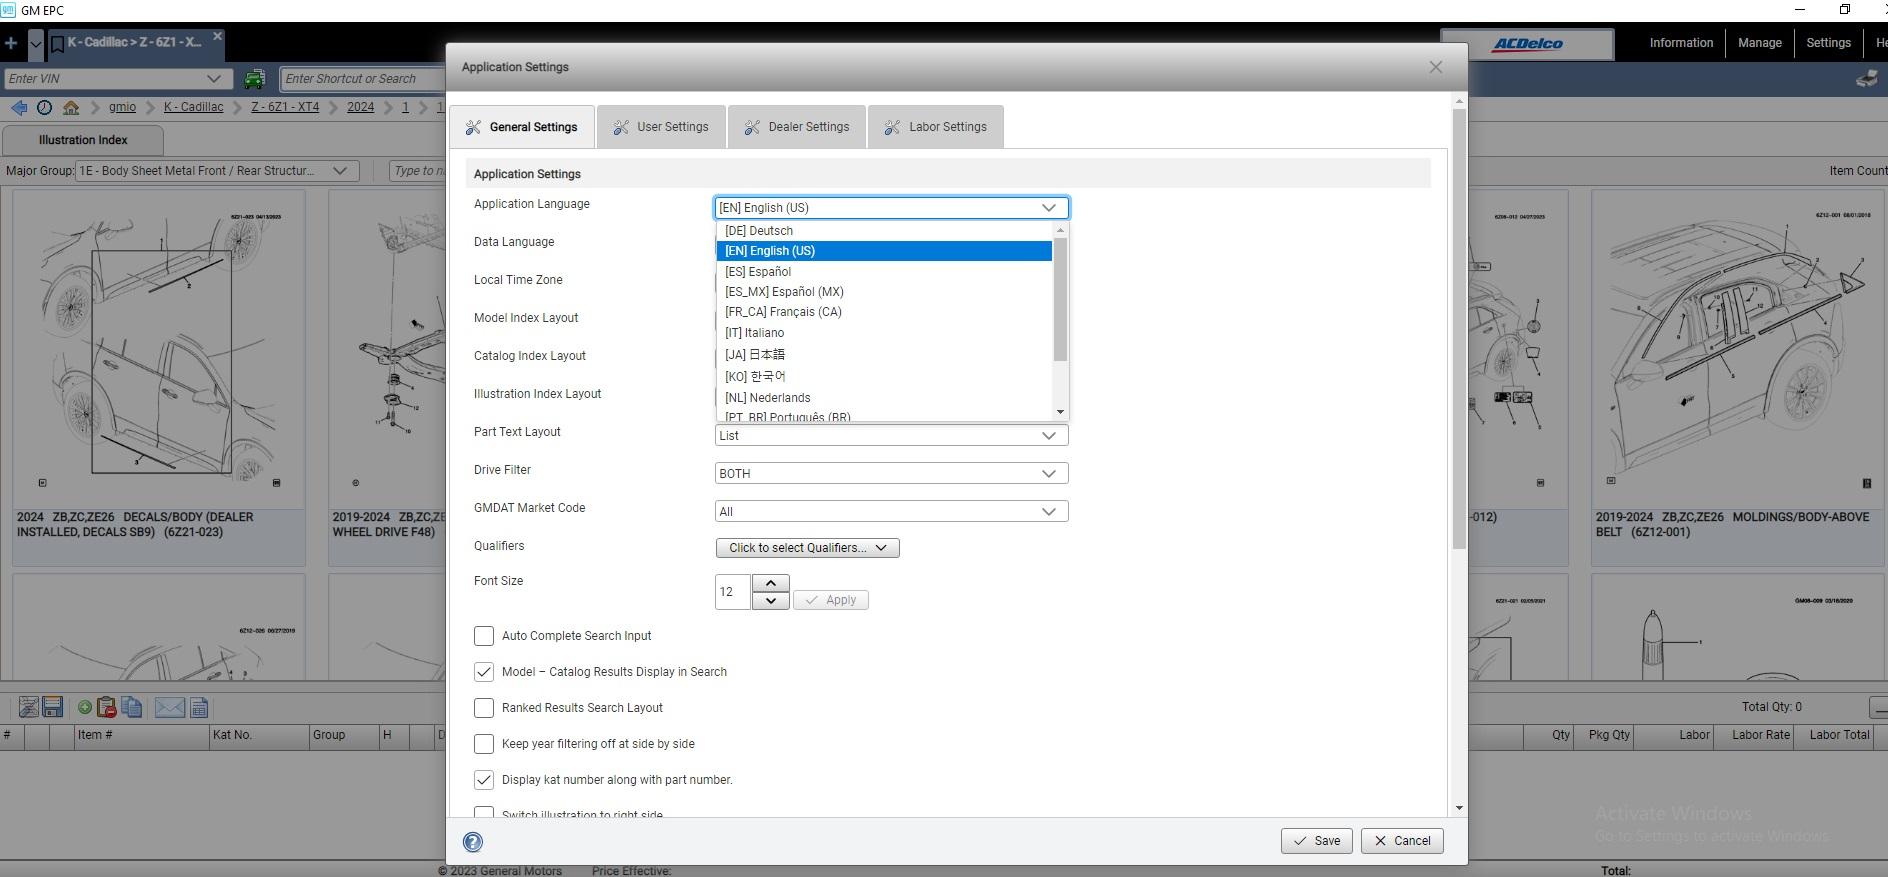 GM EPC
K - Cadillac > Z - 6Z1 - X...
ACDelco
Information
Manage
Settings
He
Enter VIN
Enter Shortcut or Search
gmio
K - Cadillac
Z - 6Z1 - XT4
2024
1
1
Illustration Index
Major Group:
1E - Body Sheet Metal Front / Rear Structur...
Type to n
Item Count
6Z21-023 04/13/2023
2024 ZB,ZC,ZE26 DECALS/BODY (DEALER
INSTALLED, DECALS SB9) (6Z21-023)
2019-2024 ZB,ZC,ZE
WHEEL DRIVE F48)
-012)
6Z12-001 08/01/2018
2019-2024 ZB,ZC,ZE26 MOLDINGS/BODY-ABOVE
BELT (6Z12-001)
Application Settings
General Settings
User Settings
Dealer Settings
Labor Settings
Application Settings
Application Language
[EN] English (US)
[DE] Deutsch
[EN] English (US)
[ES] Español
[ES_MX] Español (MX)
[FR_CA] Français (CA)
[IT] Italiano
[JA] 日本語
[KO] 한국어
[NL] Nederlands
[PT_BR] Português (BR)
Data Language
Local Time Zone
Model Index Layout
Catalog Index Layout
Illustration Index Layout
Part Text Layout
List
Drive Filter
BOTH
GMDAT Market Code
All
Qualifiers
Click to select Qualifiers...
Font Size
12
Apply
Auto Complete Search Input
Model – Catalog Results Display in Search
Ranked Results Search Layout
Keep year filtering off at side by side
Display kat number along with part number.
Switch illustration to right side
Save
Cancel
Total Qty: 0
#
Item #
Kat No.
Group
H
D
Qty
Pkg Qty
Labor
Labor Rate
Labor Total
Activate Windows
Go to Settings to activate Windows.
© 2023 General Motors
Price Effective:
Total: